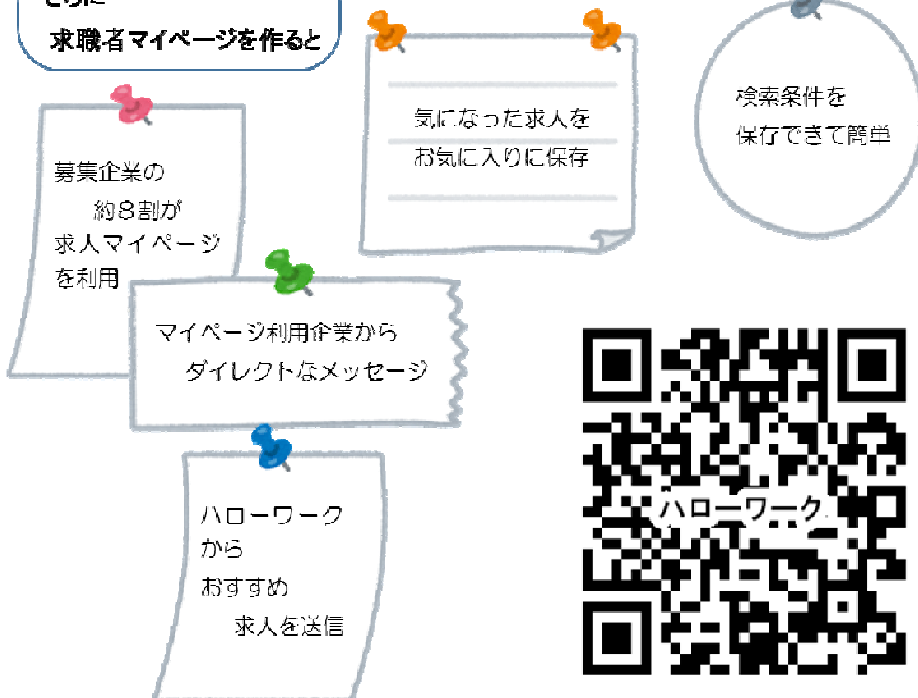 さらに
求職者マイページを作ると
気になった求人を
お気に入りに保存
検索条件を
保存できて簡単
募集企業の
約8割が
求人マイページ
を利用
マイページ利用企業から
ダイレクトなメッセージ
ハローワーク
から
おすすめ
求人を送信
ハローワーク